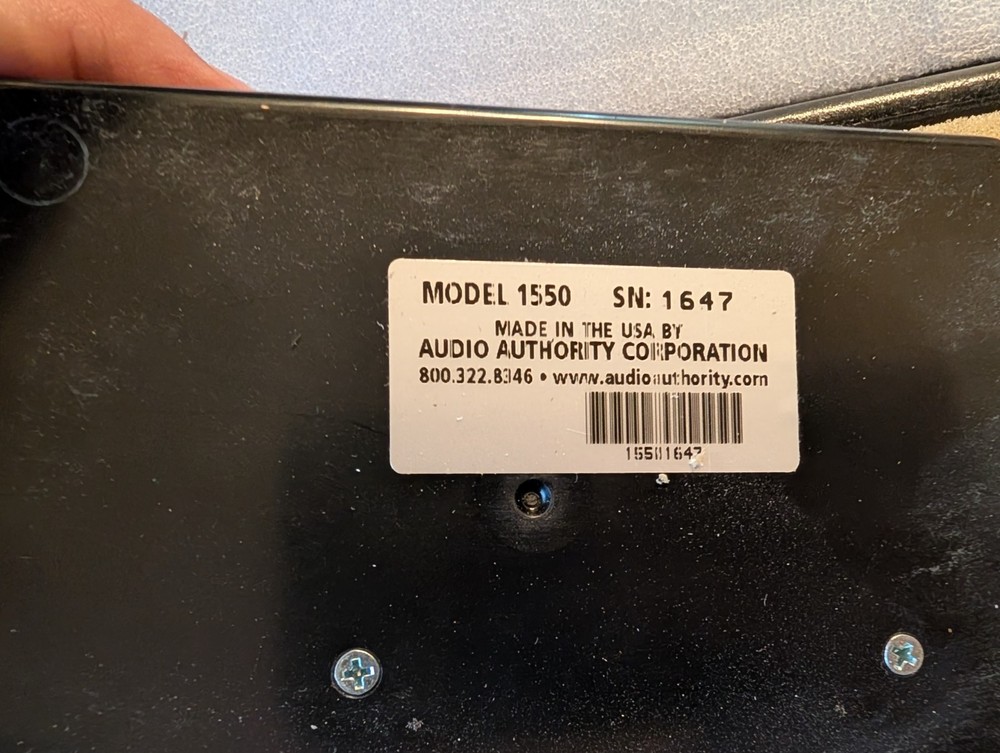 MODEL 1550 SN: 1647
MADE IN THE USA BY
AUDIO AUTHORITY CORPORATION
800.322.8346 • www.audioauthority.com
15501647